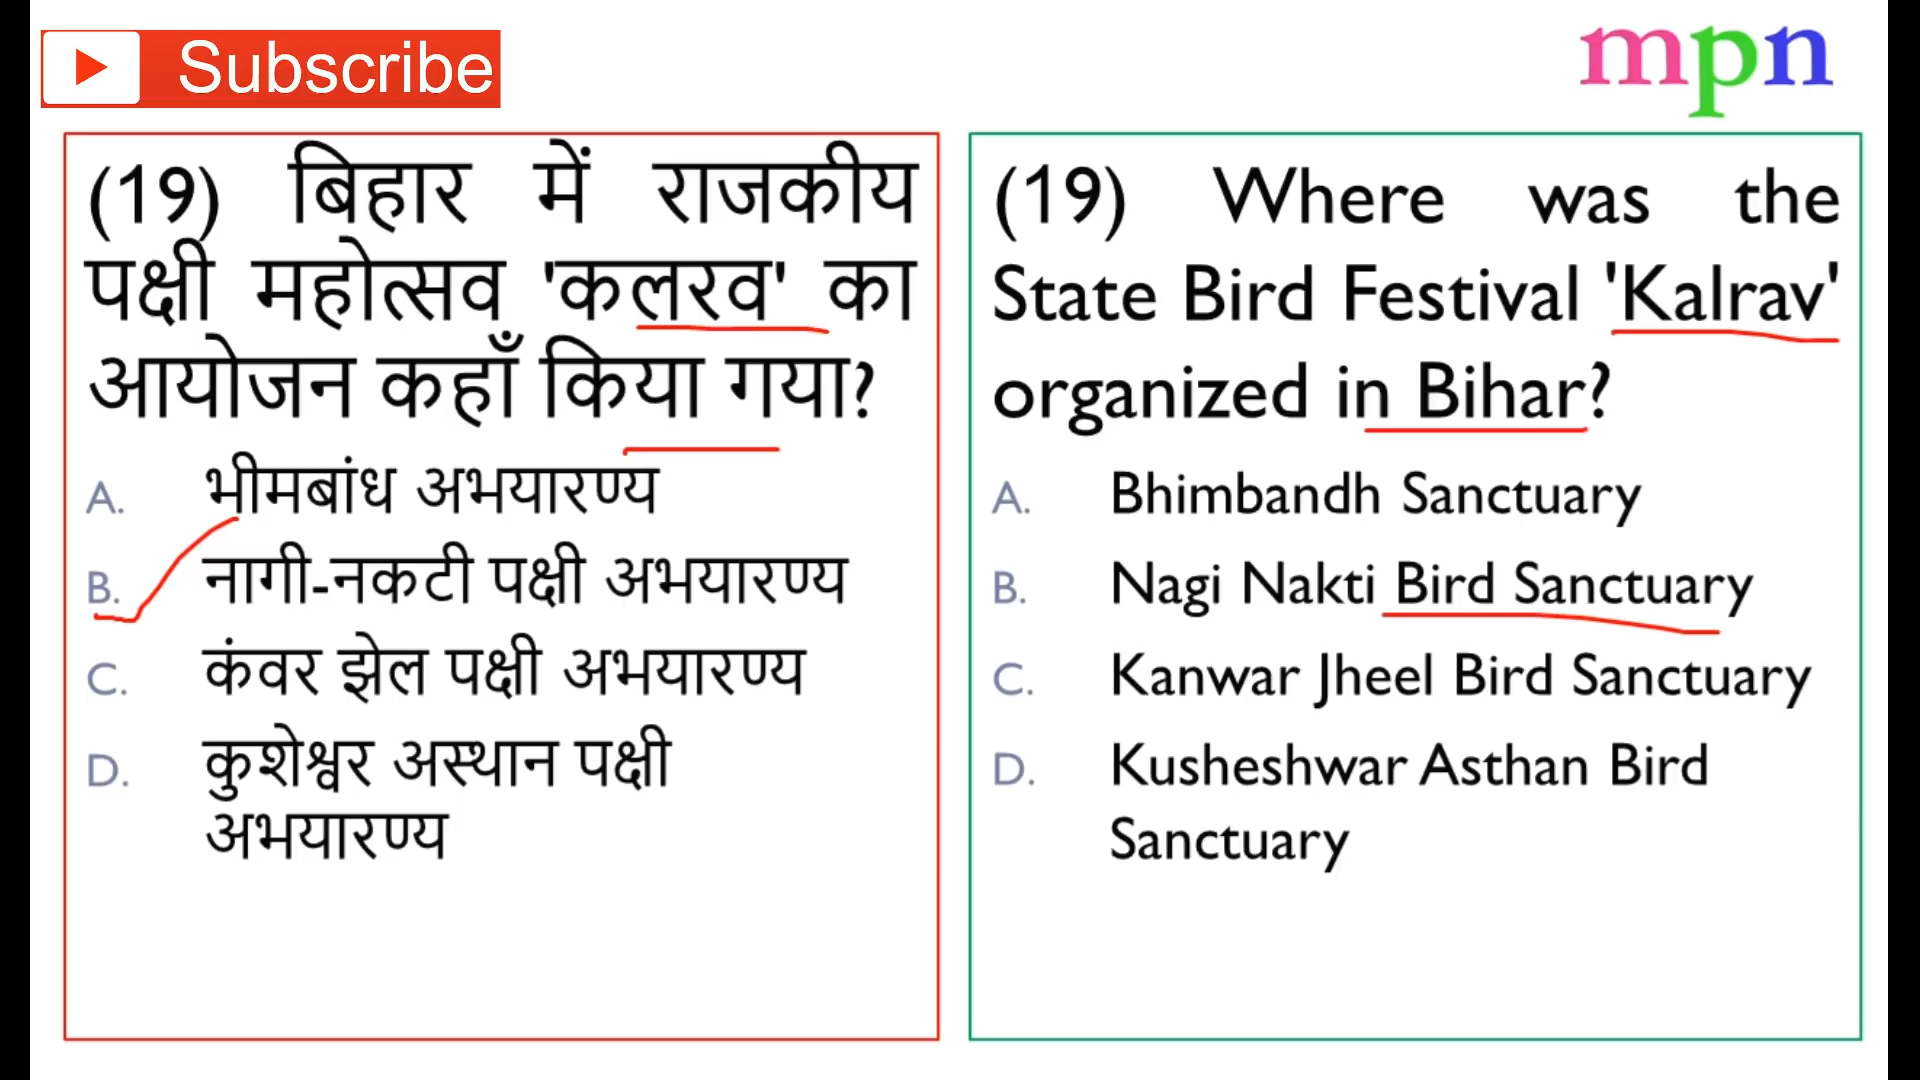 Subscribe
mpn
(19) बिहार में राजकीय
पक्षी महोत्सव 'कलरव' का
आयोजन कहाँ किया गया?
A. भीमबांध अभयारण्य
B. नागी-नकटी पक्षी अभयारण्य
C. कंवर झेल पक्षी अभयारण्य
D. कुशेश्वर अस्थान पक्षी
अभयारण्य
(19) Where was the
State Bird Festival 'Kalrav'
organized in Bihar?
A. Bhimbandh Sanctuary
B. Nagi Nakti Bird Sanctuary
C. Kanwar Jheel Bird Sanctuary
D. Kusheshwar Asthan Bird
Sanctuary